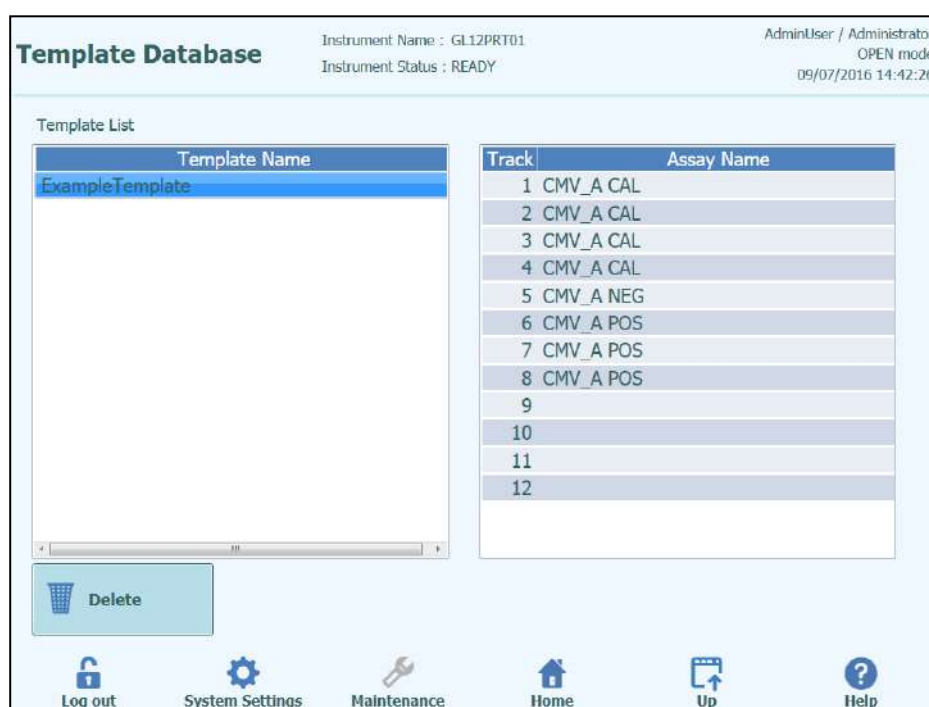 Template Database
Instrument Name : GL12PRT01
Instrument Status : READY
AdminUser / Administrato
OPEN mode
09/07/2016 14:42:26
Template List
Template Name
ExampleTemplate
Track Assay Name
1 CMV_A CAL
2 CMV_A CAL
3 CMV_A CAL
4 CMV_A CAL
5 CMV_A NEG
6 CMV_A POS
7 CMV_A POS
8 CMV_A POS
9
10
11
12
Delete
Log out System Settings Maintenance Home Up Help